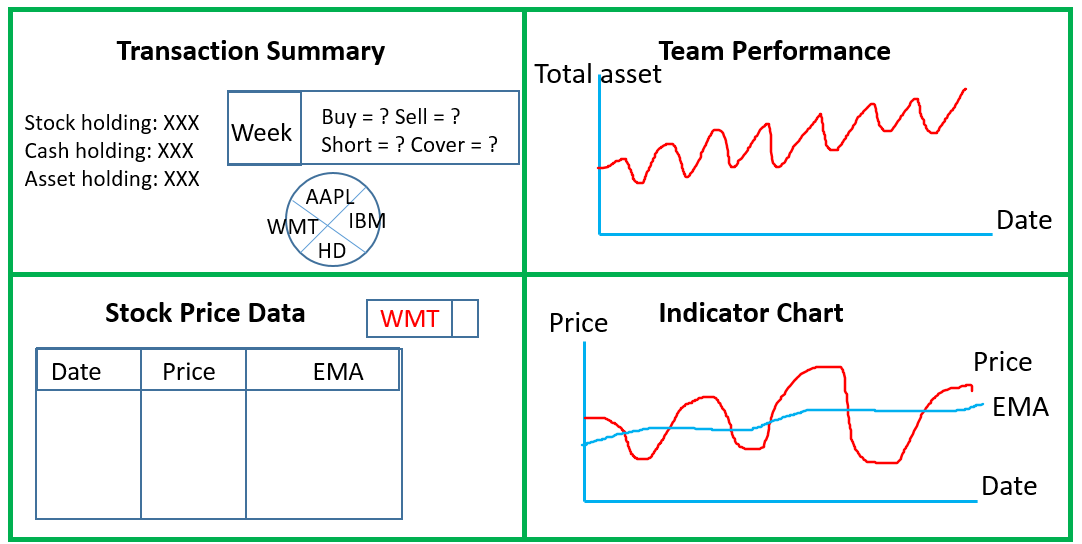 Transaction Summary
Stock holding: XXX
Cash holding: XXX
Asset holding: XXX
Week
Buy = ? Sell = ?
Short = ? Cover = ?
AAPL
IBM
WMT
HD
Team Performance
Total asset
Date
Stock Price Data
WMT
Date
Price
EMA
Indicator Chart
Price
Price
EMA
Date